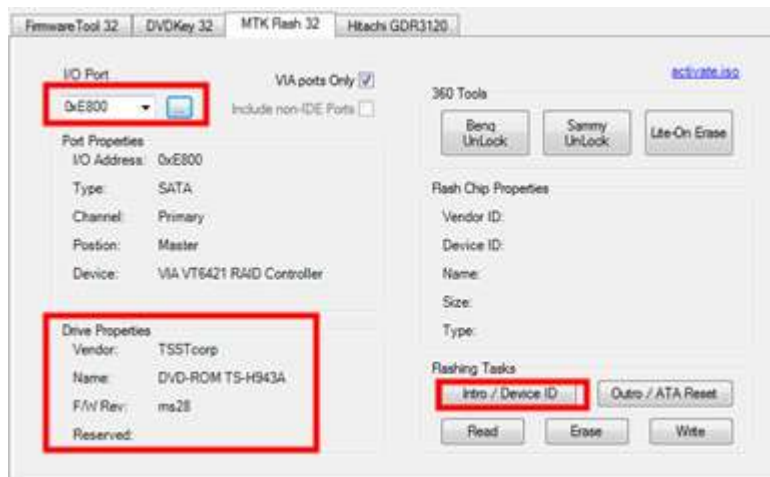 FirmwareTool 32 DVDKey 32 MTK Flash 32 Hitachi GDR3120
I/O Port VIA ports Only activate.iso
0xE800 ... Include non-IDE Ports
360 Tools
Benq UnLock Sammy UnLock Lite-On Erase
Port Properties
I/O Address: 0xE800
Type: SATA
Channel: Primary
Postion: Master
Device: VIA VT6421 RAID Controller
Flash Chip Properties
Vendor ID:
Device ID:
Name:
Size:
Type:
Drive Properties
Vendor: TSSTcorp
Name: DVD-ROM TS-H943A
F/W Rev: ms28
Reserved:
Flashing Tasks
Intro / Device ID Outro / ATA Reset
Read Erase Write